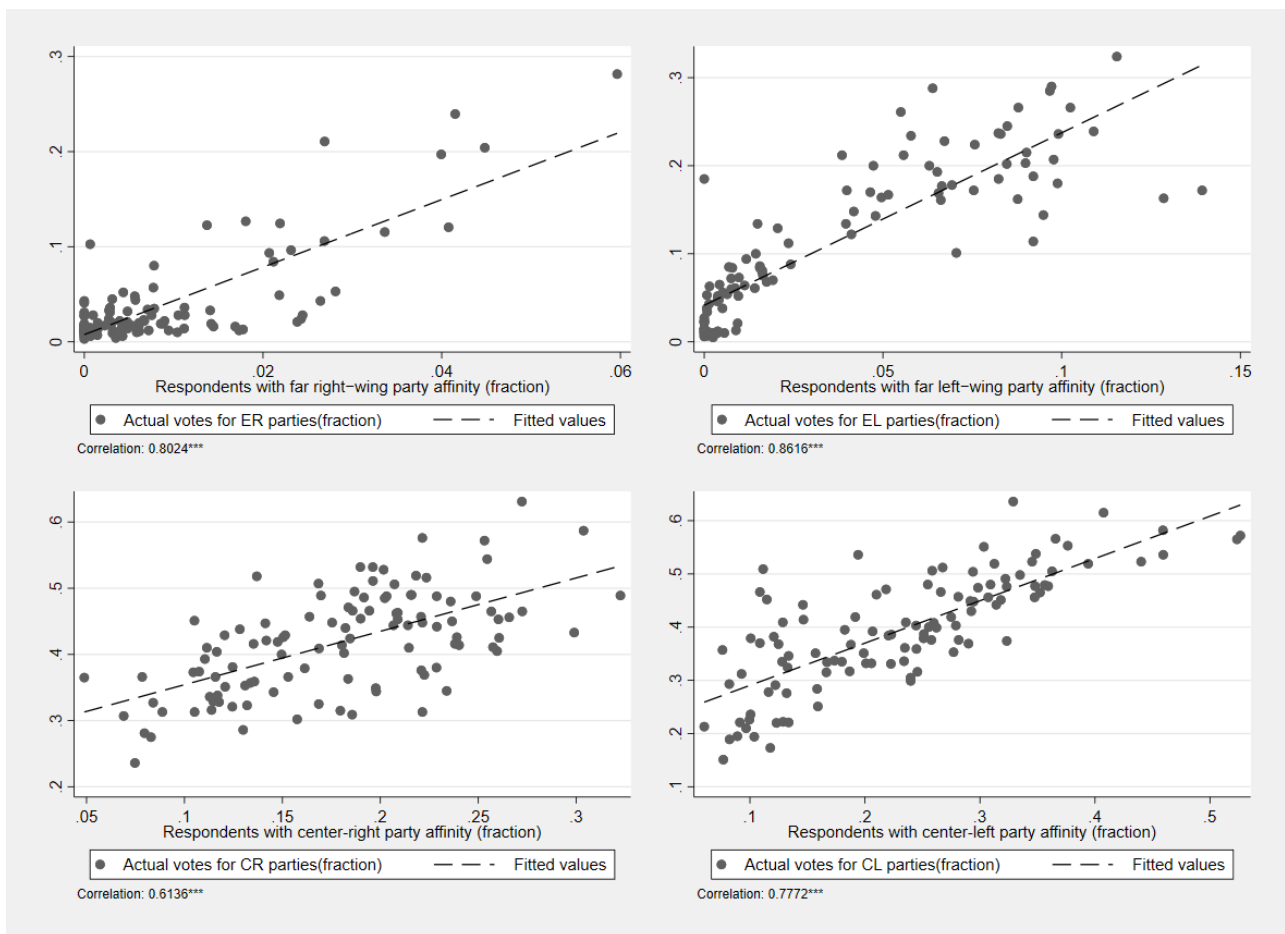 .3
.2
.1
0
0 .02 .04 .06
Respondents with far right−wing party affinity (fraction)
Actual votes for ER parties(fraction) Fitted values
Correlation: 0.8024***
.3
.2
.1
0
0 .05 .1 .15
Respondents with far left−wing party affinity (fraction)
Actual votes for EL parties(fraction) Fitted values
Correlation: 0.8616***
.6
.5
.4
.3
.2
.05 .1 .15 .2 .25 .3
Respondents with center-right party affinity (fraction)
Actual votes for CR parties(fraction) Fitted values
Correlation: 0.6136***
.6
.5
.4
.3
.2
.1
.1 .2 .3 .4 .5
Respondents with center-left party affinity (fraction)
Actual votes for CL parties(fraction) Fitted values
Correlation: 0.7772***